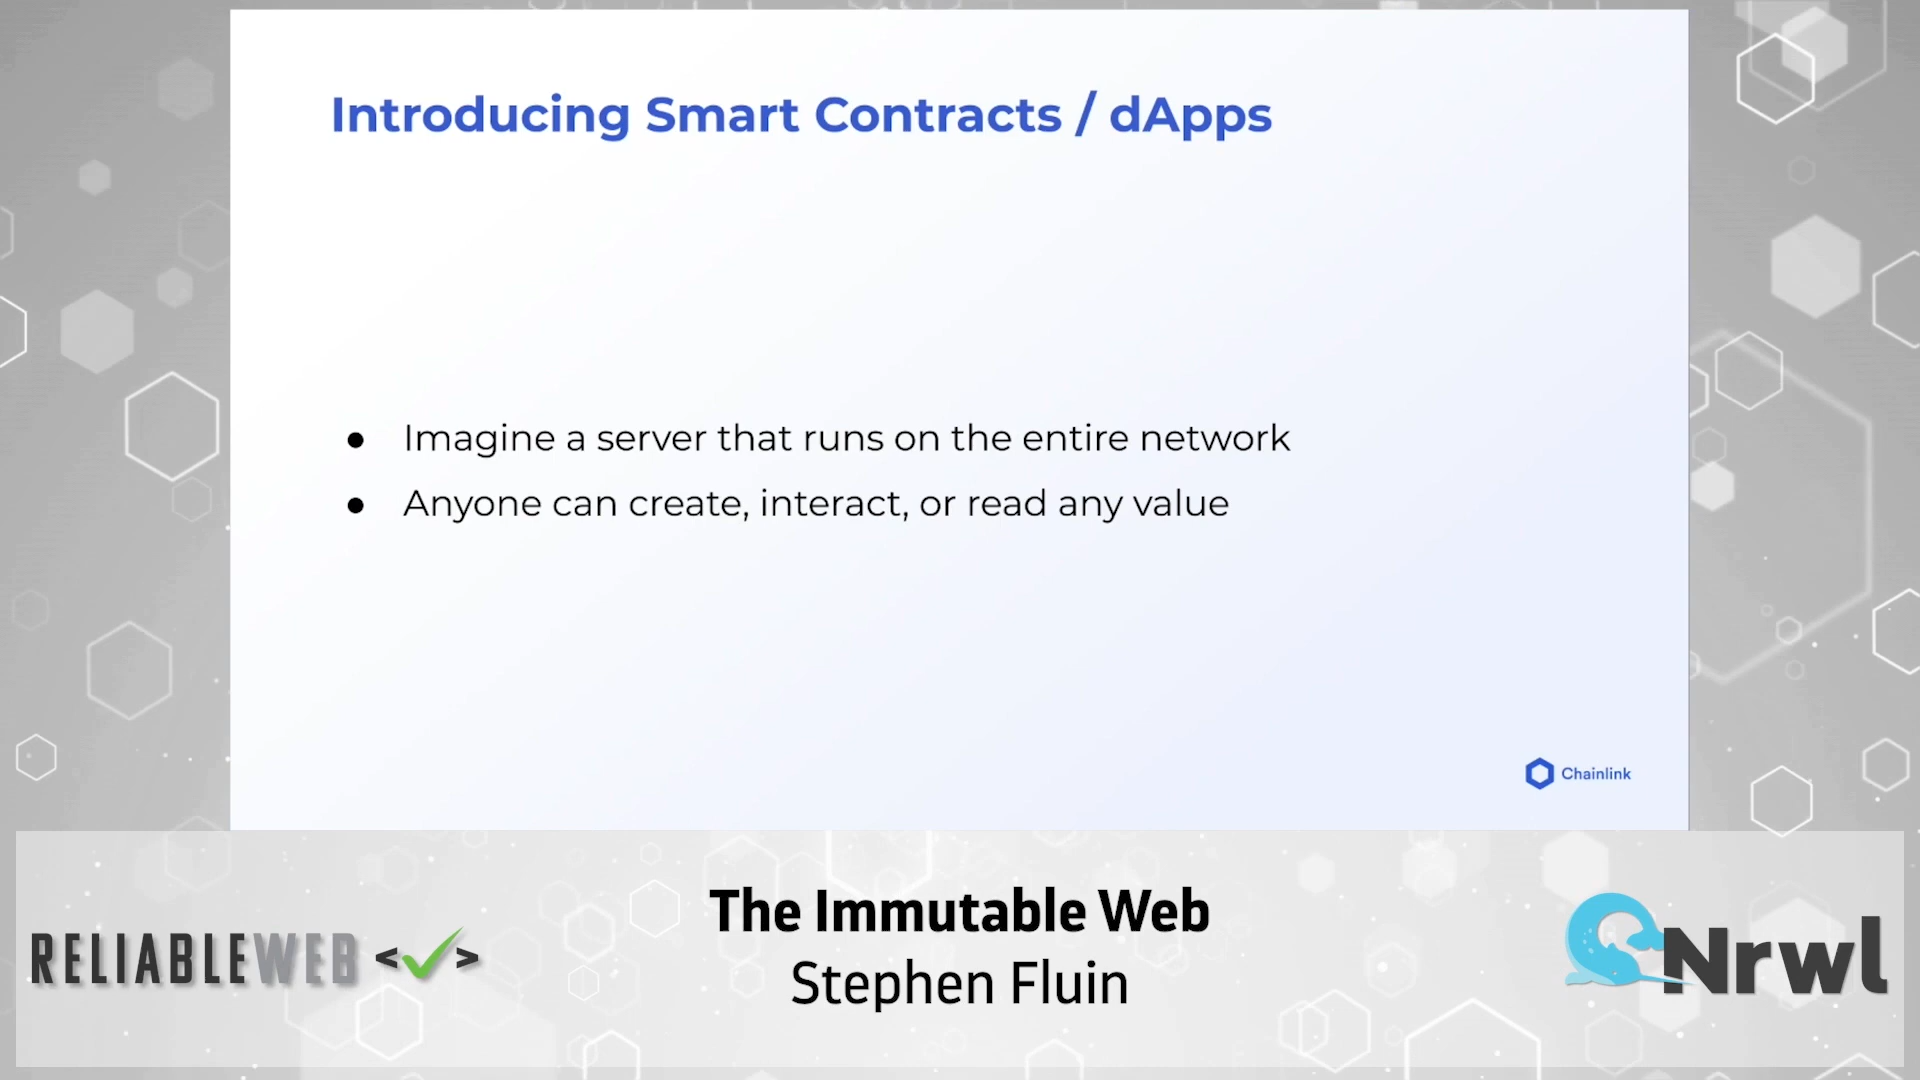 Introducing Smart Contracts / dApps
● Imagine a server that runs on the entire network
● Anyone can create, interact, or read any value
Chainlink
The Immutable Web
Stephen Fluin
RELIABLEWEB <✓>
Nrwl